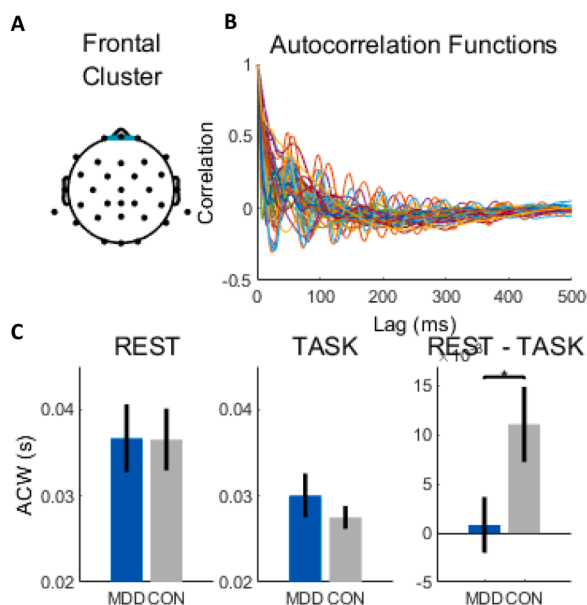 A
Frontal
Cluster
B
Autocorrelation Functions
Correlation
1
0.5
0
-0.5
0
100
200
300
400
500
Lag (ms)
C
REST
ACW (s)
0.04
0.03
0.02
MDD CON
TASK
0.04
0.03
0.02
MDD CON
REST - TASK
× 10⁻³
*
15
10
5
0
-5
MDD CON